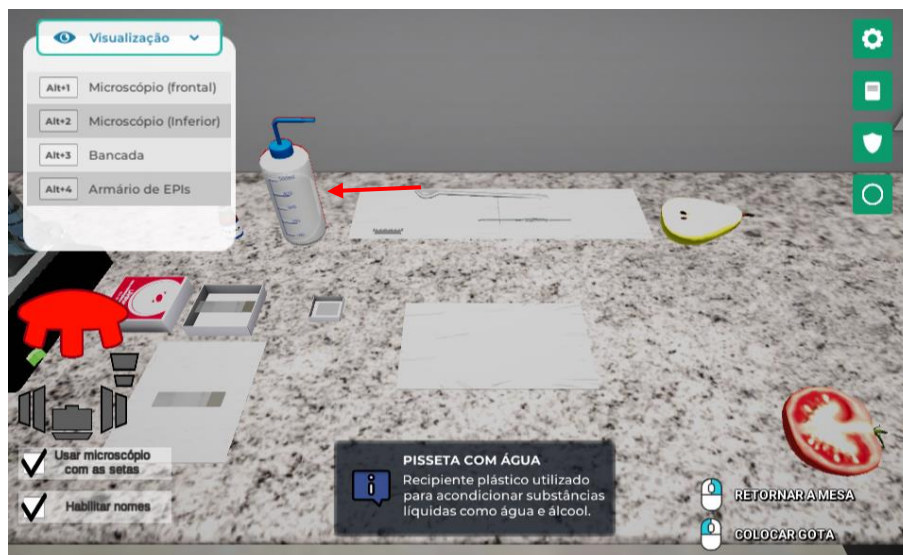 Visualização
Alt+1 Microscópio (frontal)
Alt+2 Microscópio (Inferior)
Alt+3 Bancada
Alt+4 Armário de EPIs
Usar microscópio
com as setas
Habilitar nomes
PISSETA COM ÁGUA
Recipiente plástico utilizado
para acondicionar substâncias
líquidas como água e álcool.
RETORNAR A MESA
COLOCAR GOTA